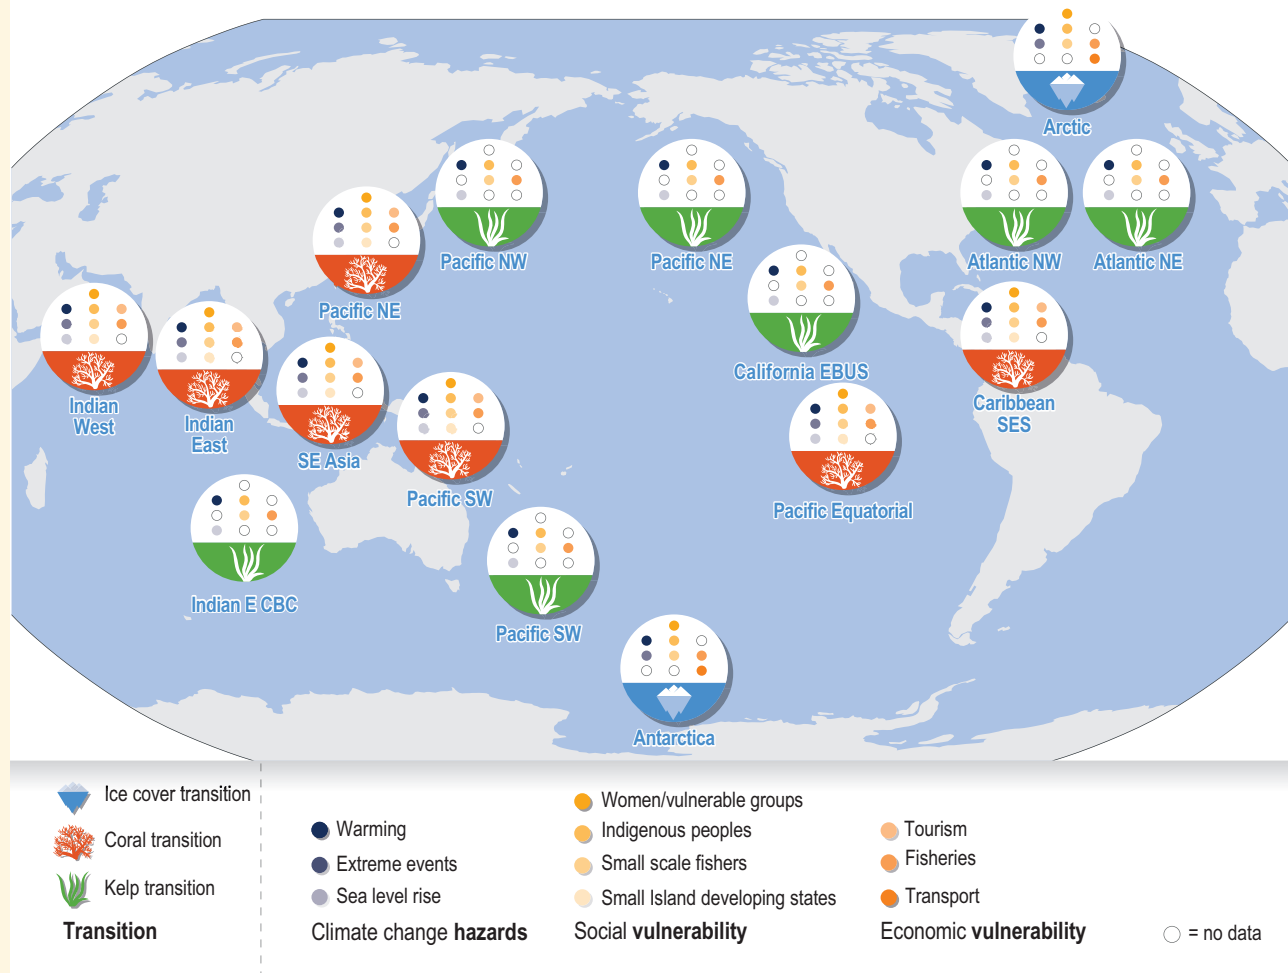 Arctic
Pacific NW
Pacific NE
Atlantic NW
Atlantic NE
Pacific NE
California EBUS
Indian
West
Indian
East
SE Asia
Caribbean
SES
Pacific SW
Pacific Equatorial
Indian E CBC
Pacific SW
Antarctica
Ice cover transition
Coral transition
Kelp transition
Transition
Warming
Extreme events
Sea level rise
Climate change hazards
Women/vulnerable groups
Indigenous peoples
Small scale fishers
Small Island developing states
Social vulnerability
Tourism
Fisheries
Transport
Economic vulnerability
= no data